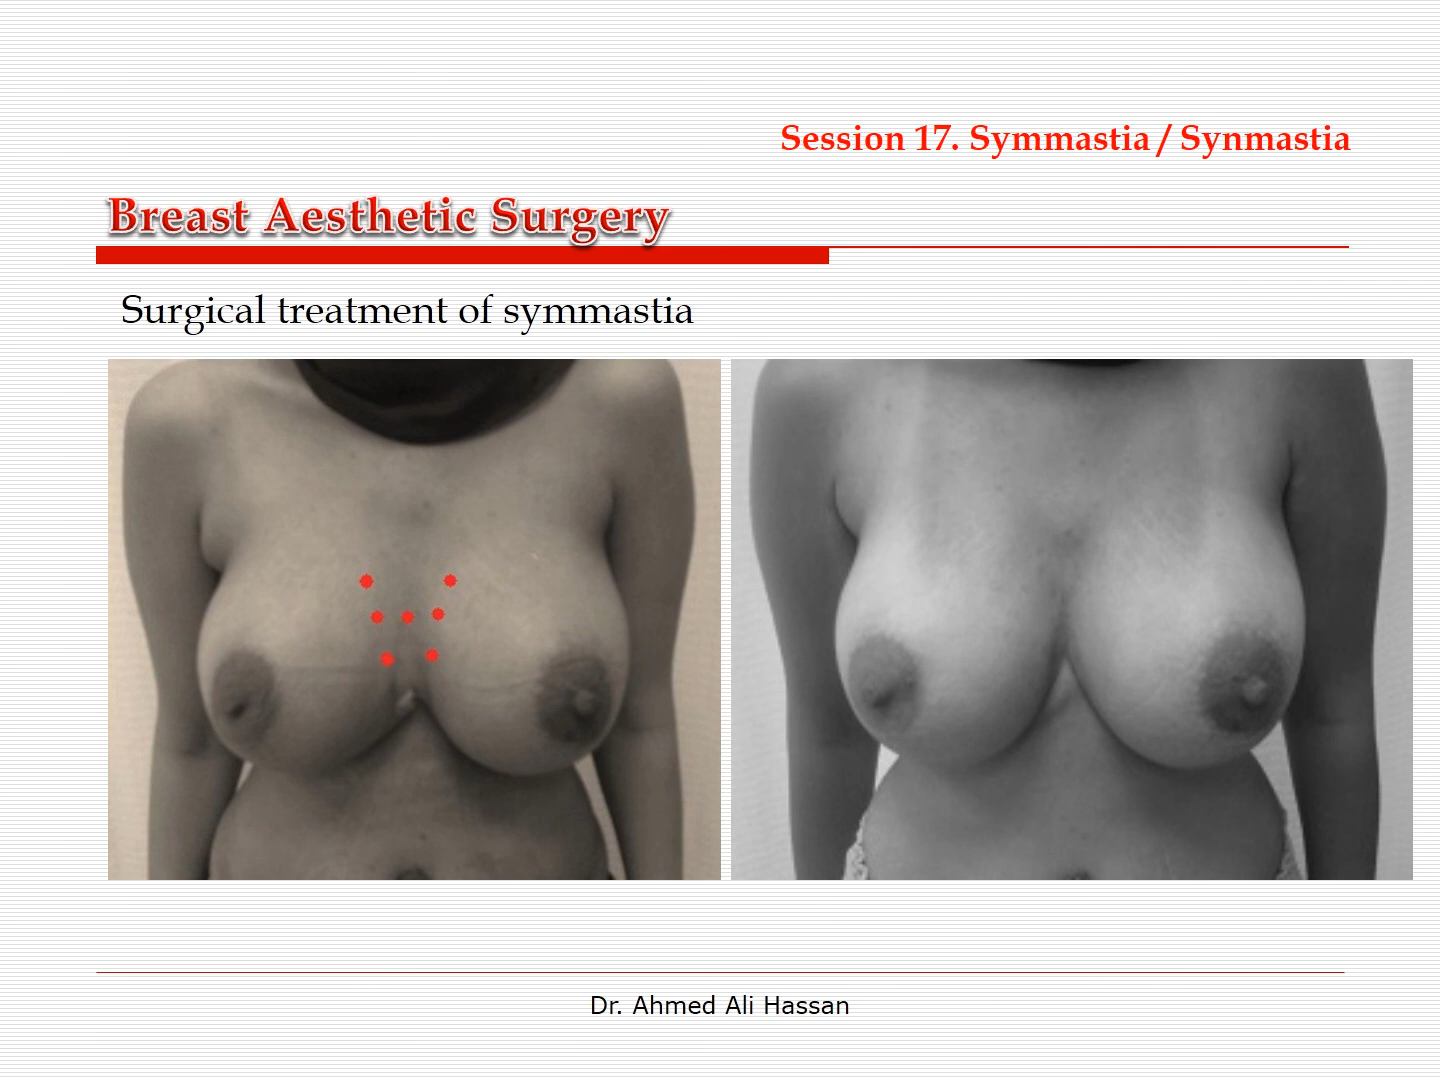 Session 17. Symmastia / Synmastia
Breast Aesthetic Surgery
Surgical treatment of symmastia
Dr. Ahmed Ali Hassan